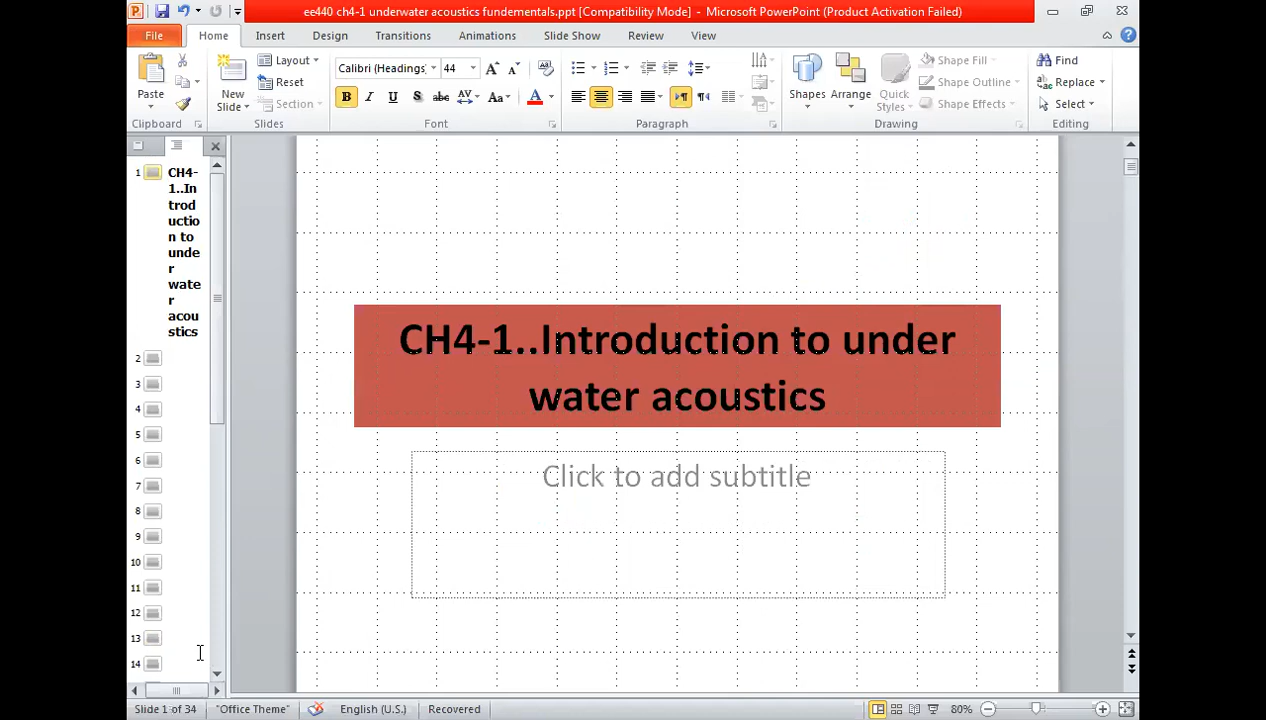 ee440 ch4-1 underwater acoustics fundementals.ppt [Compatibility Mode] - Microsoft PowerPoint (Product Activation Failed)
File Home Insert Design Transitions Animations Slide Show Review View
Paste
Clipboard
New Slide
Layout
Reset
Section
Slides
Calibri (Headings) 44
B I U S abc AV Aa A
Font
Paragraph
Shapes
Arrange
Quick Styles
Shape Fill
Shape Outline
Shape Effects
Drawing
Find
Replace
Select
Editing
1 CH4-
1..In
trod
uctio
n to
unde
r
wate
r
acou
stics
2
3
4
5
6
7
8
9
10
11
12
13
14
CH4-1..Introduction to under
water acoustics
Click to add subtitle
Slide 1 of 34 "Office Theme" English (U.S.) Recovered 80%